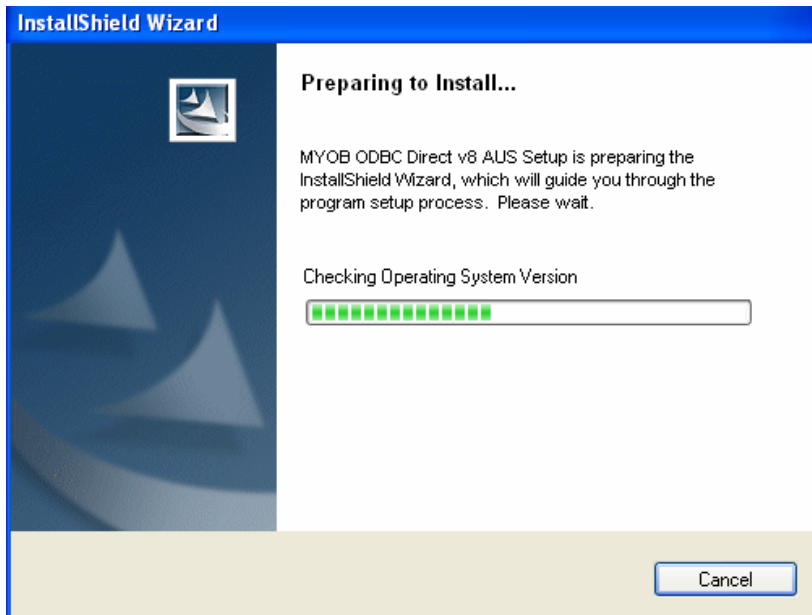 InstallShield Wizard
Preparing to Install...
MYOB ODBC Direct v8 AUS Setup is preparing the
InstallShield Wizard, which will guide you through the
program setup process. Please wait.
Checking Operating System Version
Cancel